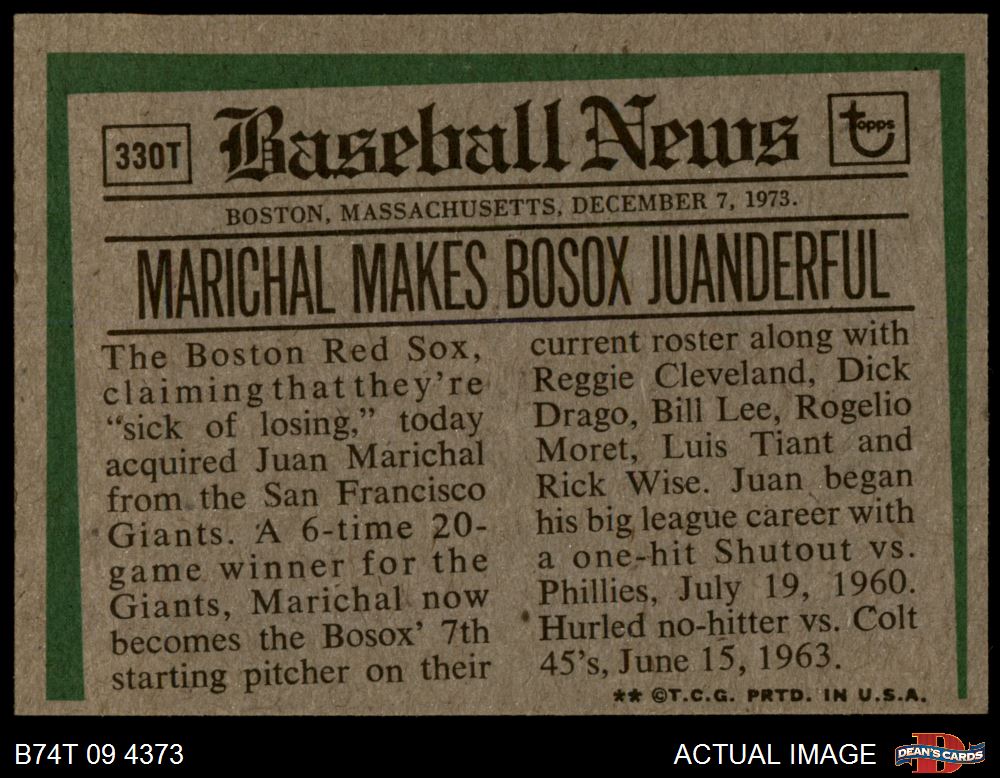 330T
Baseball News
topps
BOSTON, MASSACHUSETTS, DECEMBER 7, 1973.
MARICHAL MAKES BOSOX JUANDERFUL
The Boston Red Sox,
claiming that they're
“sick of losing,” today
acquired Juan Marichal
from the San Francisco
Giants. A 6-time 20-
game winner for the
Giants, Marichal now
becomes the Bosox' 7th
starting pitcher on their
current roster along with
Reggie Cleveland, Dick
Drago, Bill Lee, Rogelio
Moret, Luis Tiant and
Rick Wise. Juan began
his big league career with
a one-hit Shutout vs.
Phillies, July 19, 1960.
Hurled no-hitter vs. Colt
45's, June 15, 1963.
** ©T.C.G. PRTD. IN U.S.A.
B74T 09 4373
ACTUAL IMAGE
DEAN'S CARDS